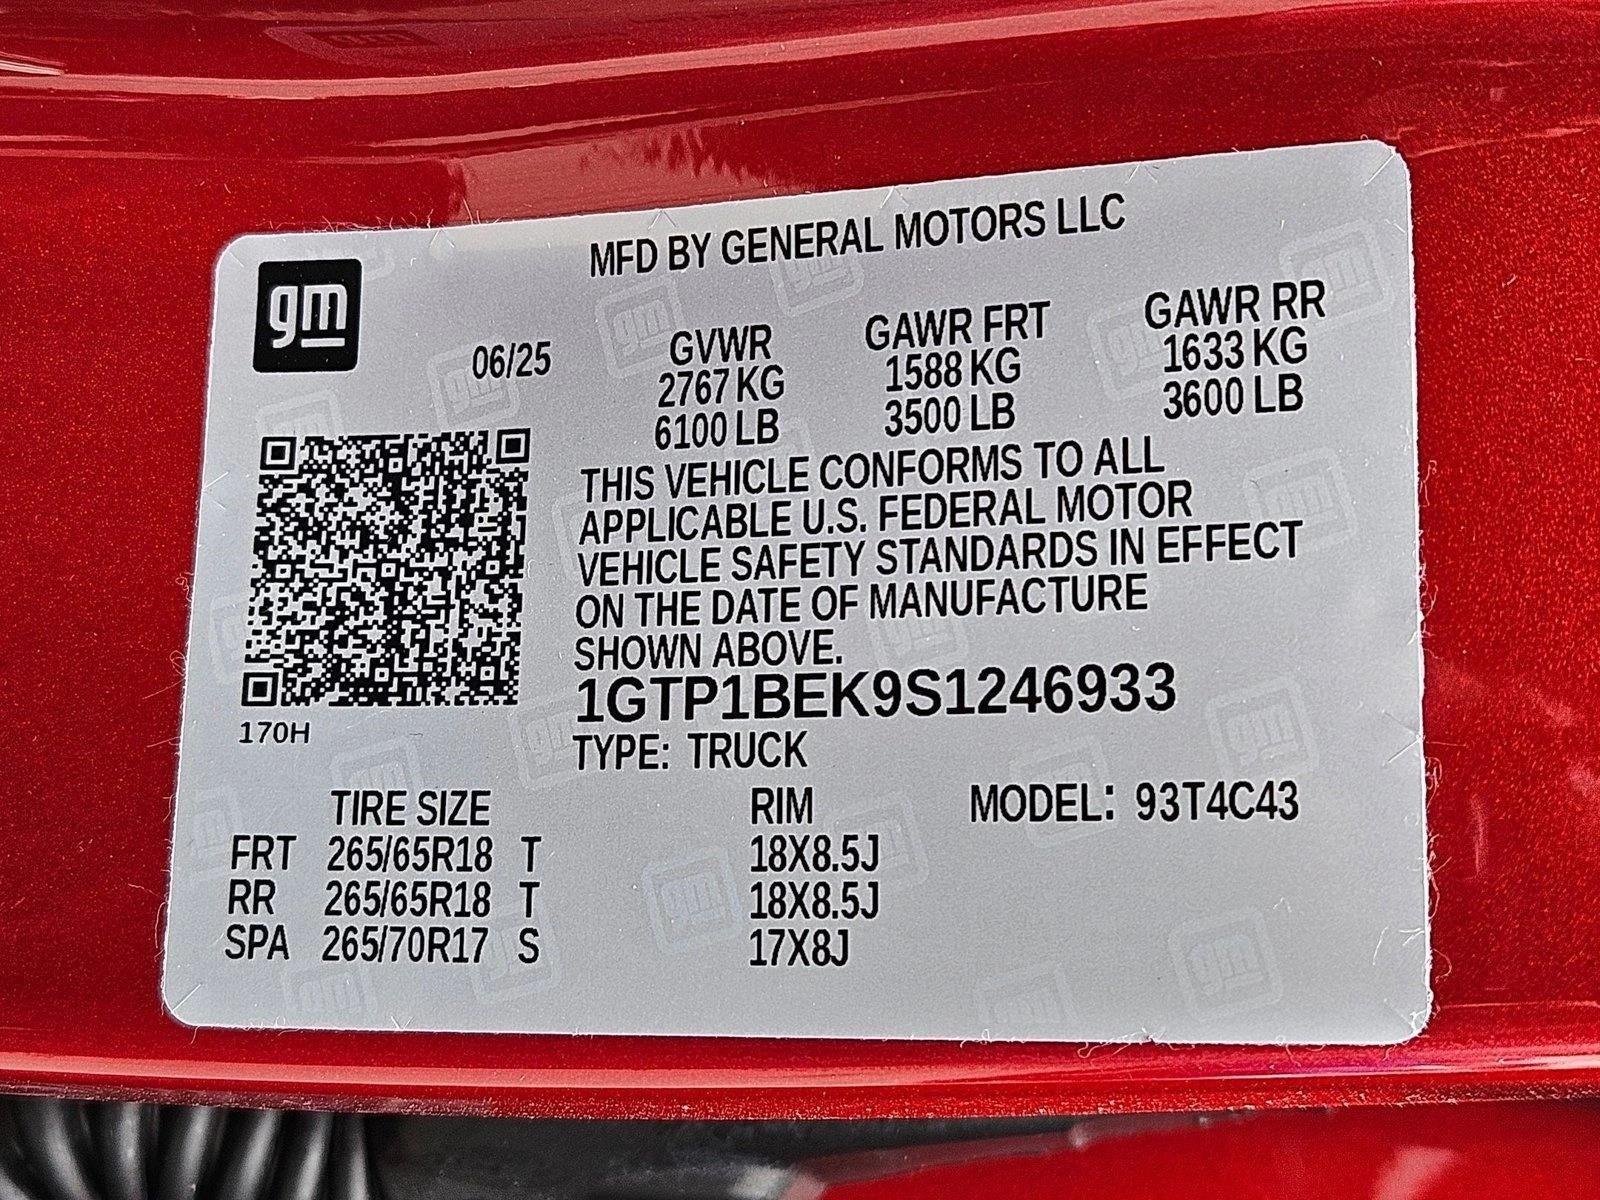 MFD BY GENERAL MOTORS LLC
gm
06/25
GVWR GAWR FRT GAWR RR
2767 KG 1588 KG 1633 KG
6100 LB 3500 LB 3600 LB
THIS VEHICLE CONFORMS TO ALL
APPLICABLE U.S. FEDERAL MOTOR
VEHICLE SAFETY STANDARDS IN EFFECT
ON THE DATE OF MANUFACTURE
SHOWN ABOVE.
1GTP1BEK9S1246933
170H
TYPE: TRUCK
TIRE SIZE RIM MODEL: 93T4C43
FRT 265/65R18 T 18X8.5J
RR 265/65R18 T 18X8.5J
SPA 265/70R17 S 17X8J